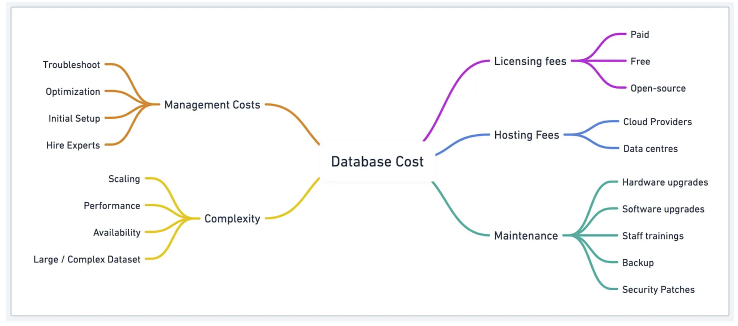 Database Cost
Licensing fees
Paid
Free
Open-source
Hosting Fees
Cloud Providers
Data centres
Maintenance
Hardware upgrades
Software upgrades
Staff trainings
Backup
Security Patches
Management Costs
Troubleshoot
Optimization
Initial Setup
Hire Experts
Complexity
Scaling
Performance
Availability
Large / Complex Dataset